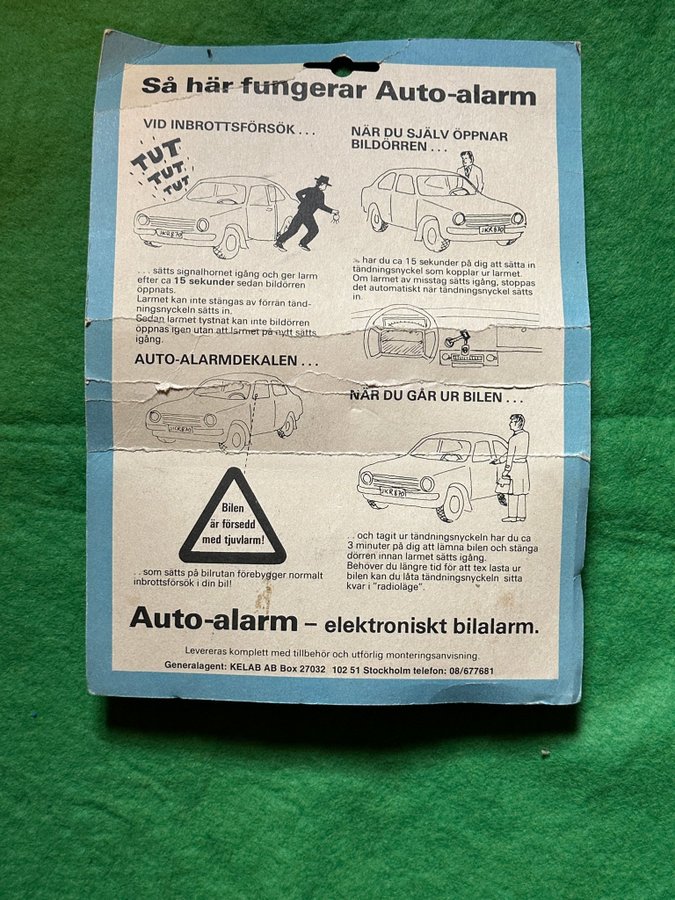 Så här fungerar Auto-alarm
VID INBROTTSFÖRSÖK . . .
TUT
TUT
TUT
JKR870
. . . sätts signalhornet igång och ger larm
efter ca 15 sekunder sedan bildörren
öppnats.
Larmet kan inte stängas av förrän tänd-
ningsnyckeln sätts in.
Sedan larmet tystnat kan inte bildörren
öppnas igen utan att larmet på nytt sätts
igång.
NÄR DU SJÄLV ÖPPNAR
BILDÖRREN . . .
JKR870
. . . har du ca 15 sekunder på dig att sätta in
tändningsnyckel som kopplar ur larmet.
Om larmet av misstag sätts igång, stoppas
det automatiskt när tändningsnyckel sätts
in.
AUTO-ALARMDEKALEN . . .
JKR870
Bilen
är försedd
med tjuvlarm!
. . som sätts på bilrutan förebygger normalt
inbrottsförsök i din bil!
NÄR DU GÅR UR BILEN . . .
JKR870
. . . och tagit ur tändningsnyckeln har du ca
3 minuter på dig att lämna bilen och stänga
dörren innan larmet sätts igång.
Behöver du längre tid för att tex lasta ur
bilen kan du låta tändningsnyckeln sitta
kvar i "radioläge".
Auto-alarm – elektroniskt bilalarm.
Levereras komplett med tillbehör och utförlig monteringsanvisning.
Generalagent: KELAB AB Box 27032 102 51 Stockholm telefon: 08/677681